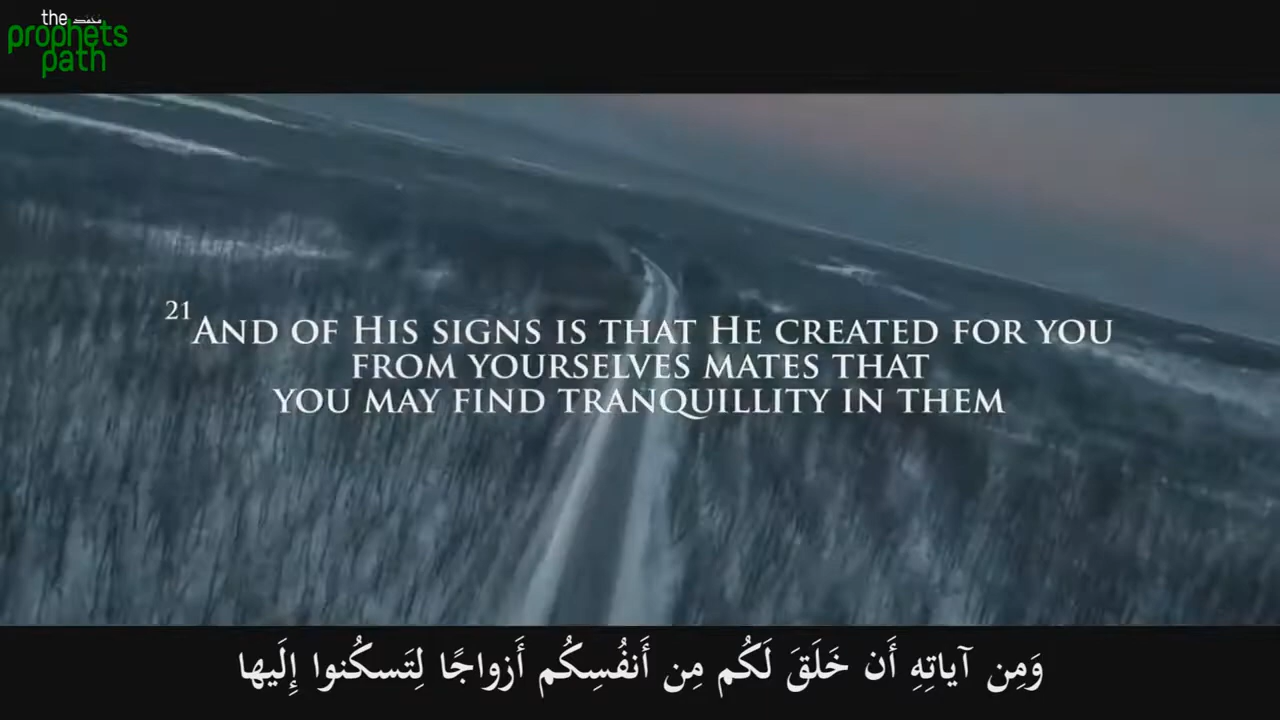 the محمد
prophets
path
21 AND OF HIS SIGNS IS THAT HE CREATED FOR YOU
FROM YOURSELVES MATES THAT
YOU MAY FIND TRANQUILLITY IN THEM
وَمِن آياتِهِ أَن خَلَقَ لَكُم مِن أَنفُسِكُم أَزواجًا لِتَسكُنوا إِلَيها